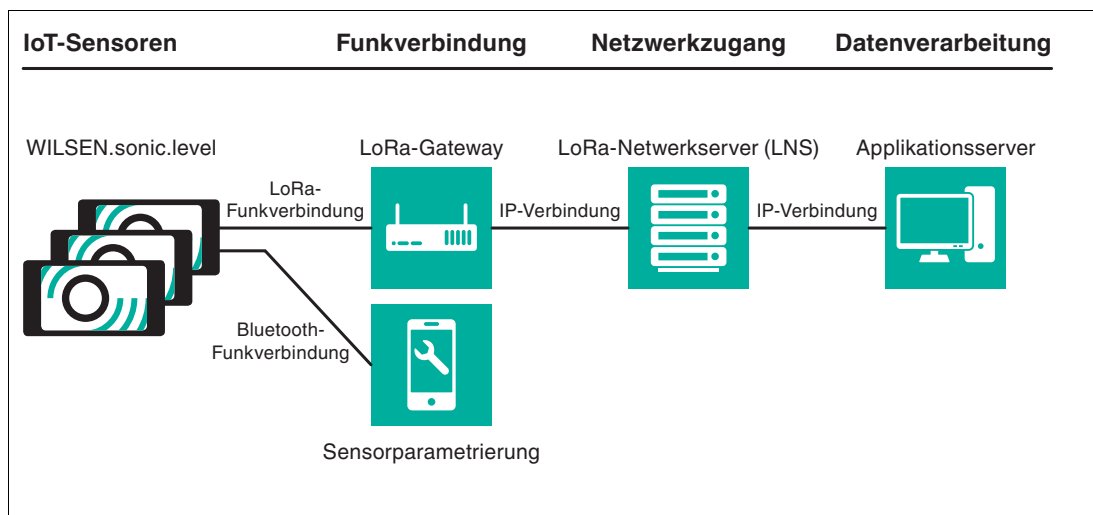 IoT-Sensoren
Funkverbindung
Netzwerkzugang
Datenverarbeitung
WILSEN.sonic.level
LoRa-Gateway
LoRa-Netwerkserver (LNS)
Applikationsserver
LoRa-
Funkverbindung
IP-Verbindung
IP-Verbindung
Bluetooth-
Funkverbindung
Sensorparametrierung